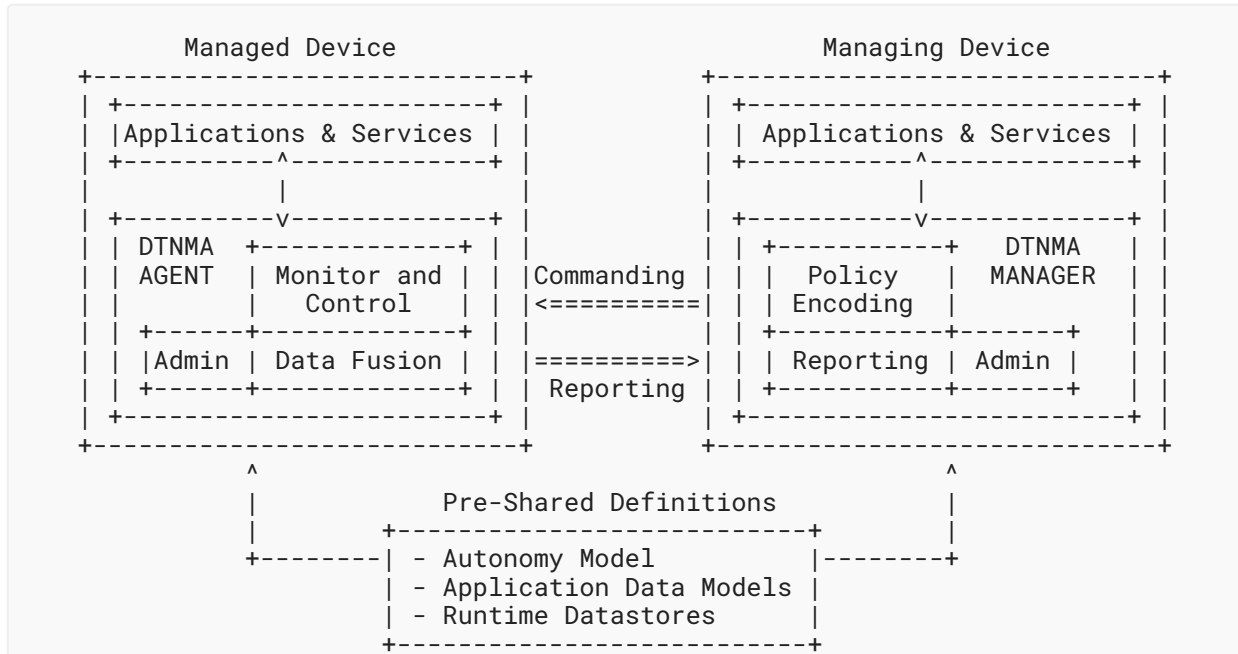 Managed Device Managing Device
+----------------------------+ +-----------------------------+
| +------------------------+ | | +-------------------------+ |
| |Applications & Services | | | | Applications & Services | |
| +----------^-------------+ | | +-----------^-------------+ |
| | | | | |
| +----------v-------------+ | | +-----------v-------------+ |
| | DTNMA +-------------+ | | | | +-----------+ DTNMA | |
| | AGENT | Monitor and | | |Commanding | | | Policy | MANAGER | |
| | | Control | | |<==========| | | Encoding | | |
| | +------+-------------+ | | | | +-----------+-------+ | |
| | |Admin | Data Fusion | | |==========>| | | Reporting | Admin | | |
| | +------+-------------+ | | Reporting | | +-----------+-------+ | |
| +------------------------+ | | +-------------------------+ |
+----------------------------+ +-----------------------------+
^ ^
| Pre-Shared Definitions |
| +---------------------------+ |
+--------| - Autonomy Model |--------+
| - Application Data Models |
| - Runtime Datastores |
+---------------------------+